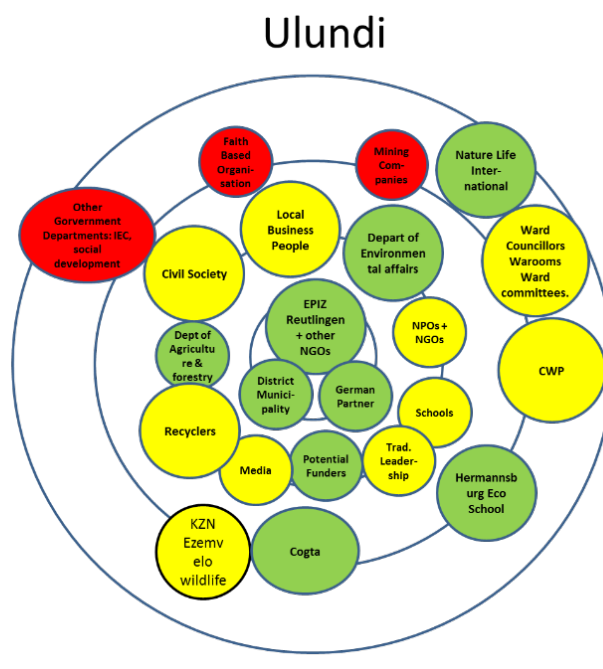 Ulundi
Faith
Based
Organi-
sation
Mining
Com-
panies
Nature Life
Inter-
national
Other
Gorvernment
Departments: IEC,
social
development
Local
Business
People
Depart of
Environmen
tal affairs
Ward
Councillors
Warooms
Ward
committees.
Civil Society
EPIZ
Reutlingen
+ other
NGOs
NPOs +
NGOs
Dept of
Agricultu
re &
forestry
CWP
District
Munici-
pality
German
Partner
Schools
Recyclers
Media
Potential
Funders
Trad.
Leader-
ship
Hermannsb
urg Eco
School
KZN
Ezemv
elo
wildlife
Cogta